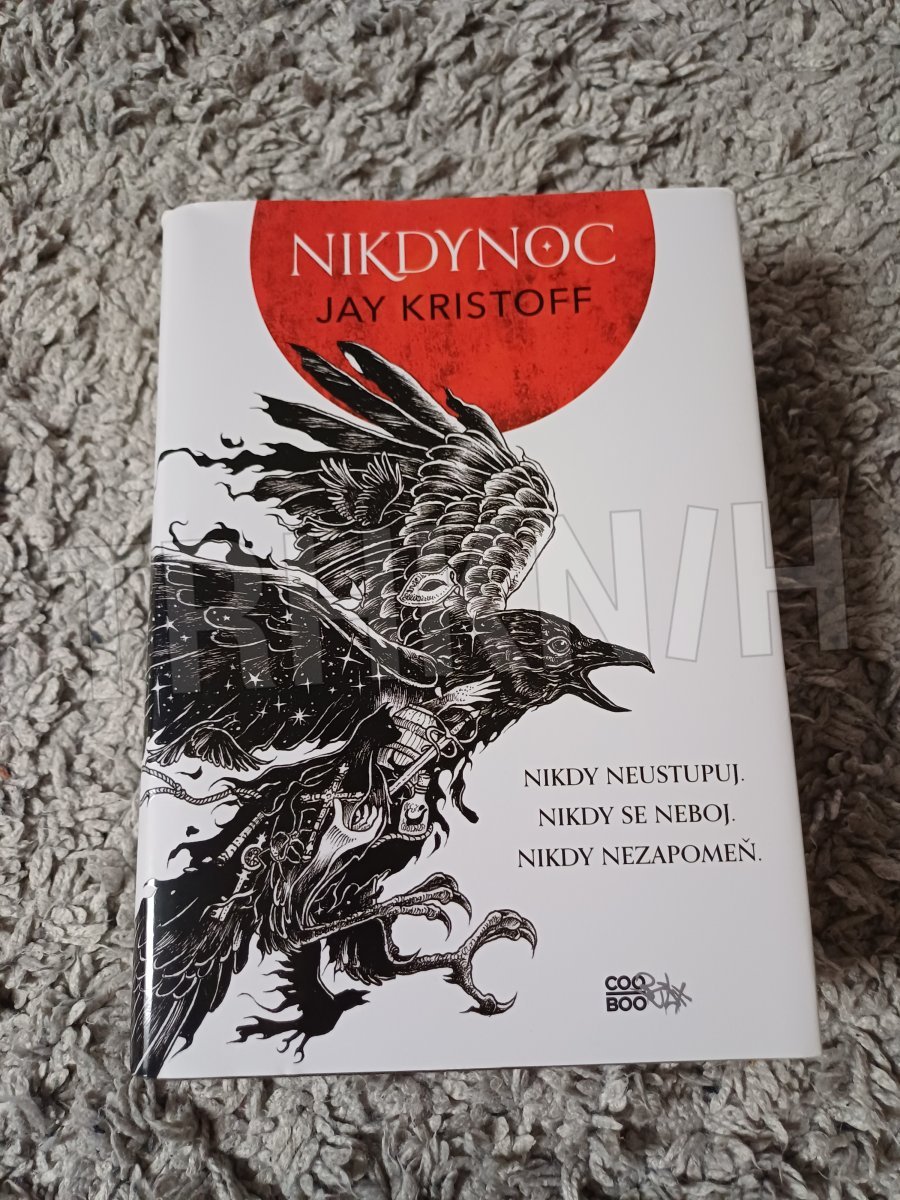 NIKDYNOC
JAY KRISTOFF
NIKDY NEUSTUPUJ.
NIKDY SE NEBOJ.
NIKDY NEZAPOMEŇ.
COO
BOO